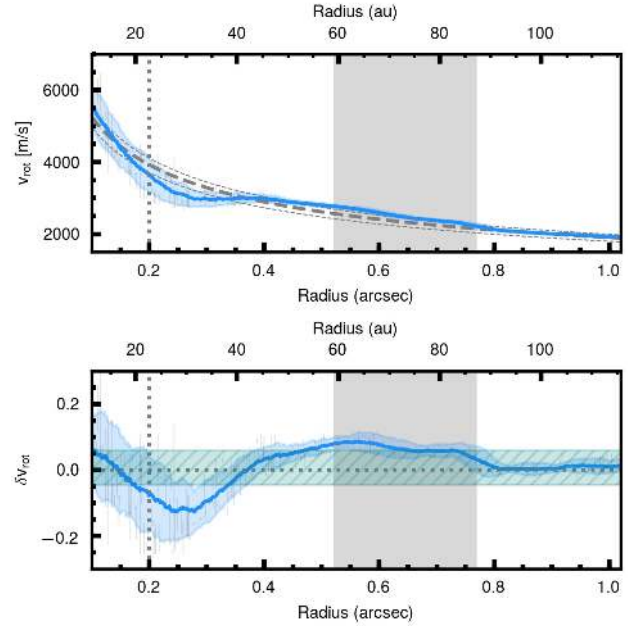 Radius (au)
20 40 60 80 100
6000
4000
2000
v_rot [m/s]
0.2 0.4 0.6 0.8 1.0
Radius (arcsec)
Radius (au)
20 40 60 80 100
0.2
0.0
−0.2
δv_rot
0.2 0.4 0.6 0.8 1.0
Radius (arcsec)